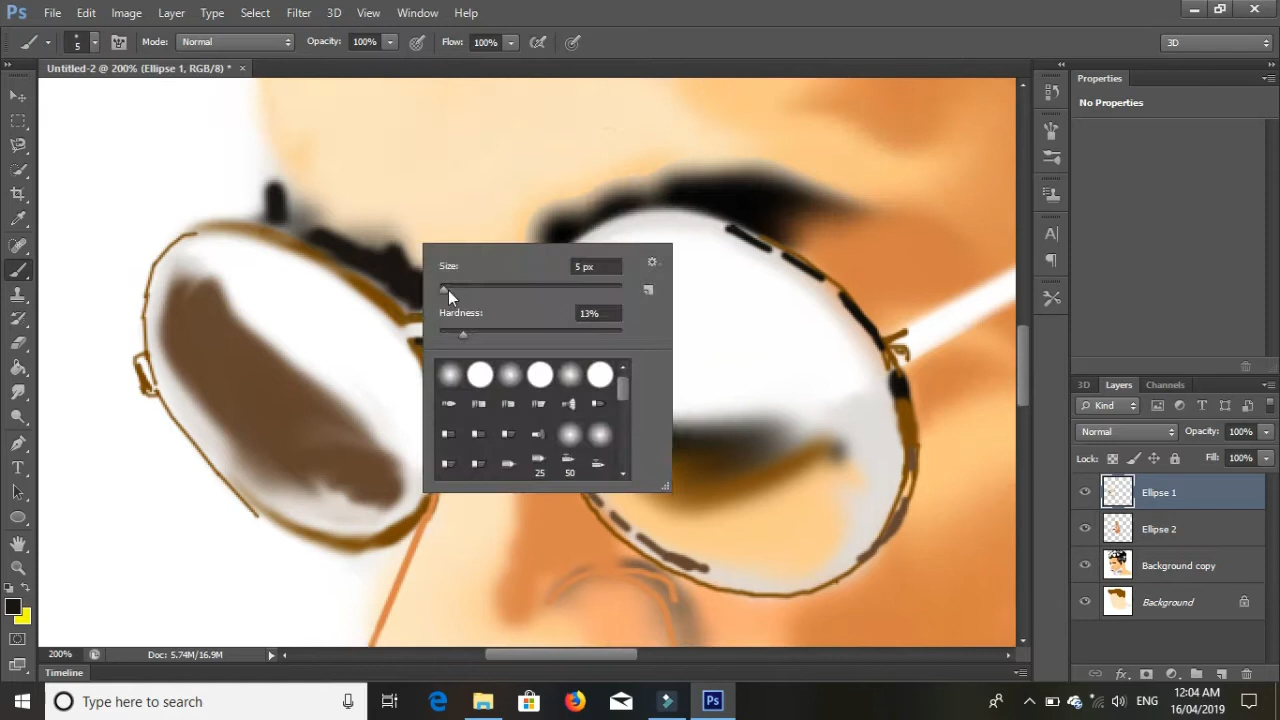 Ps File Edit Image Layer Type Select Filter 3D View Window Help
5 Mode: Normal Opacity: 100% Flow: 100% 3D
Untitled-2 @ 200% (Ellipse 1, RGB/8) * ×
Properties
No Properties
Size: 5 px
Hardness: 13%
25 50
3D Layers Channels
Kind
Normal Opacity: 100%
Lock: Fill: 100%
Ellipse 1
Ellipse 2
Background copy
Background
200% Doc: 5.74M/16.9M
Timeline
Type here to search
Ps
ENG
12:04 AM
16/04/2019